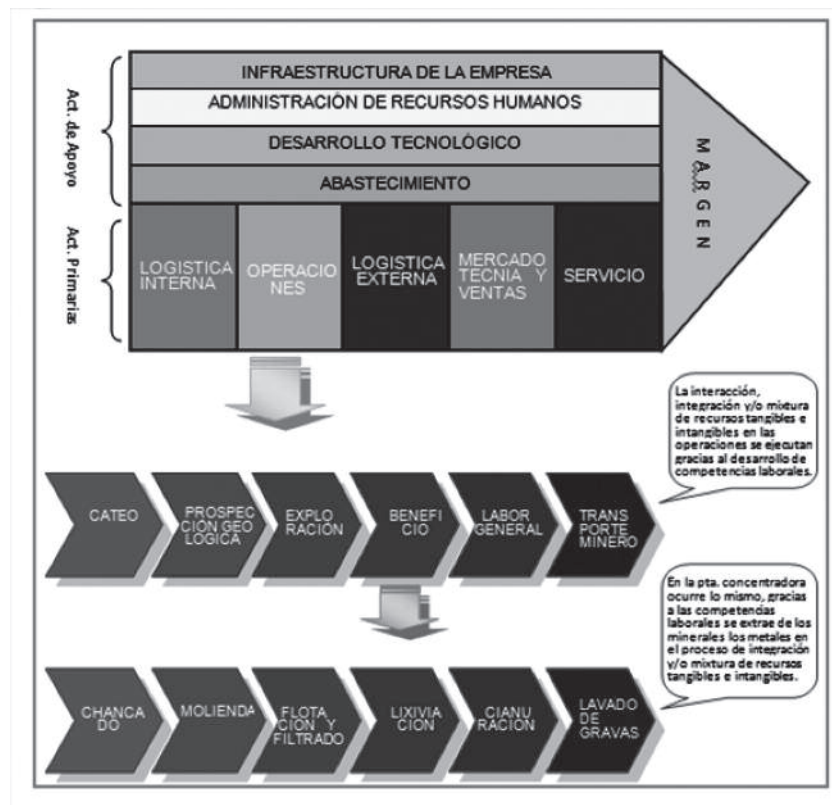 Act. de Apoyo
INFRAESTRUCTURA DE LA EMPRESA
ADMINISTRACIÓN DE RECURSOS HUMANOS
DESARROLLO TECNOLÓGICO
ABASTECIMIENTO
MARGEN
Act. Primarias
LOGISTICA
INTERNA
OPERACIO
NES
LOGISTICA
EXTERNA
MERCADO
TECNIA Y
VENTAS
SERVICIO
La interacción,
integración y/o mixtura
de recursos tangibles e
intangibles en las
operaciones se ejecutan
gracias al desarrollo de
competencias laborales.
CATEO
PROSPEC
CIÓN GEO
LOGICA
EXPLO
RACIÓN
BENEFI
CIO
LABOR
GENERAL
TRANS
PORTE
MINERO
En la pta. concentradora
ocurre lo mismo, gracias
a las competencias
laborales se extrae de los
minerales los metales en
el proceso de integración
y/o mixtura de recursos
tangibles e intangibles.
CHANCA
DO
MOLIENDA
FLOTA
CIÓN Y
FILTRADO
LIXIVIA
CION
CIANU
RACIÓN
LAVADO
DE
GRAVAS